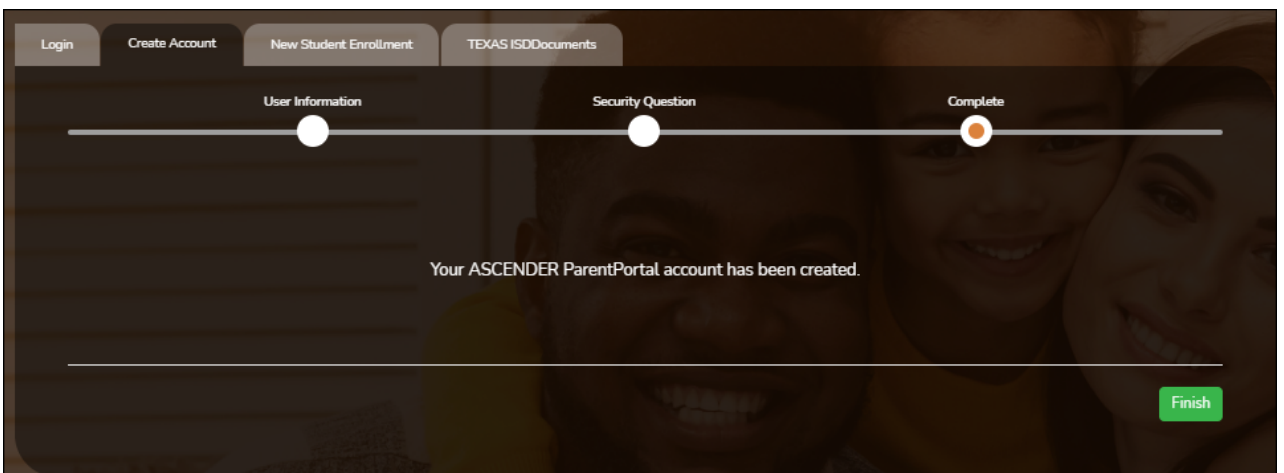 Login Create Account New Student Enrollment TEXAS ISDDocuments
User Information Security Question Complete
Your ASCENDER ParentPortal account has been created.
Finish